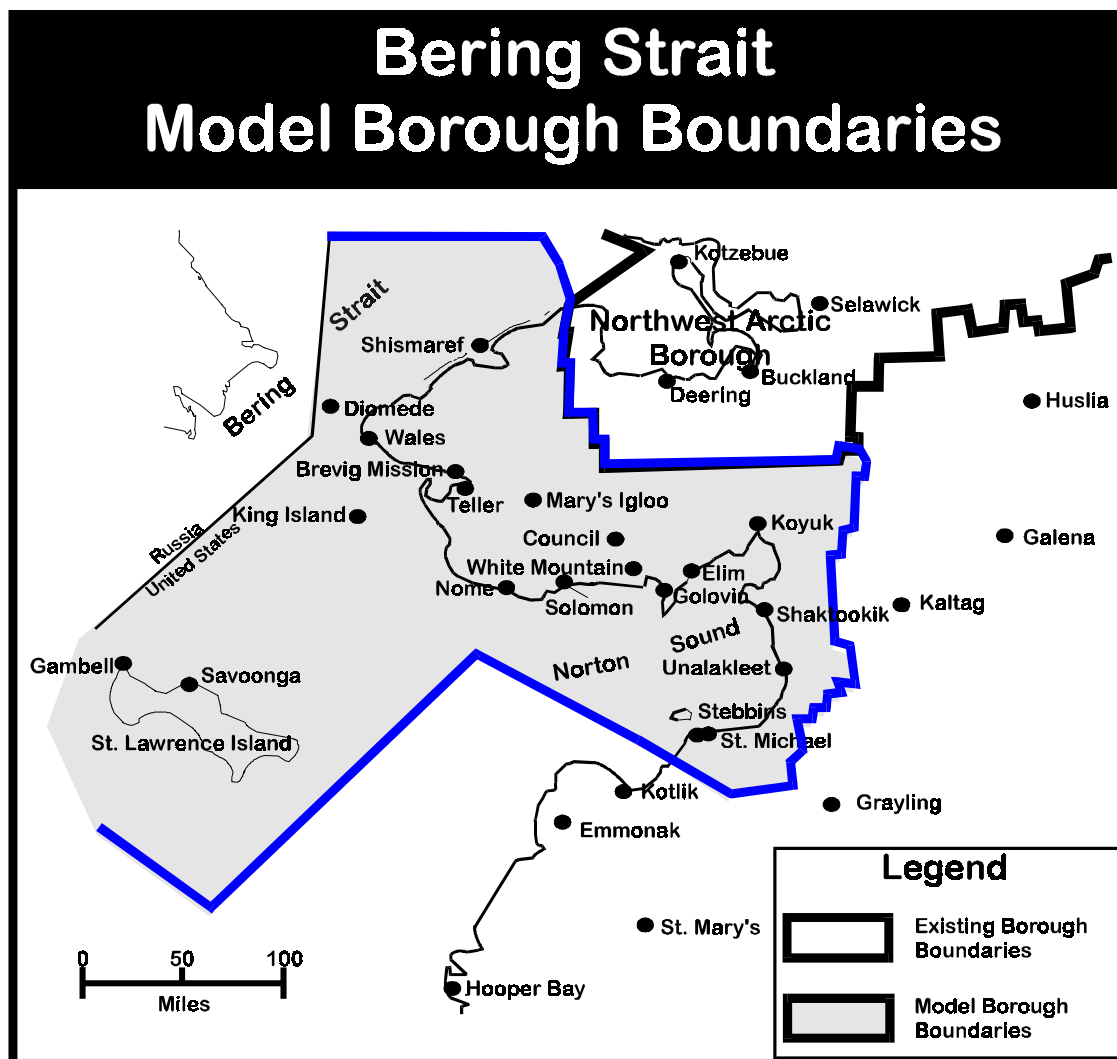 Bering Strait
Model Borough Boundaries
Kotzebue
Strait
Selawick
Northwest Arctic
Borough
Shismaref
Buckland
Deering
Huslia
Bering
Diomede
Wales
Brevig Mission
Teller
Mary's Igloo
King Island
Koyuk
Russia
United States
Council
Galena
White Mountain
Elim
Nome
Solomon
Golovin
Kaltag
Shaktookik
Sound
Norton
Gambell
Savoonga
Unalakleet
Stebbins
St. Lawrence Island
St. Michael
Kotlik
Grayling
Emmonak
St. Mary's
Hooper Bay
0 50 100
Miles
Legend
Existing Borough
Boundaries
Model Borough
Boundaries